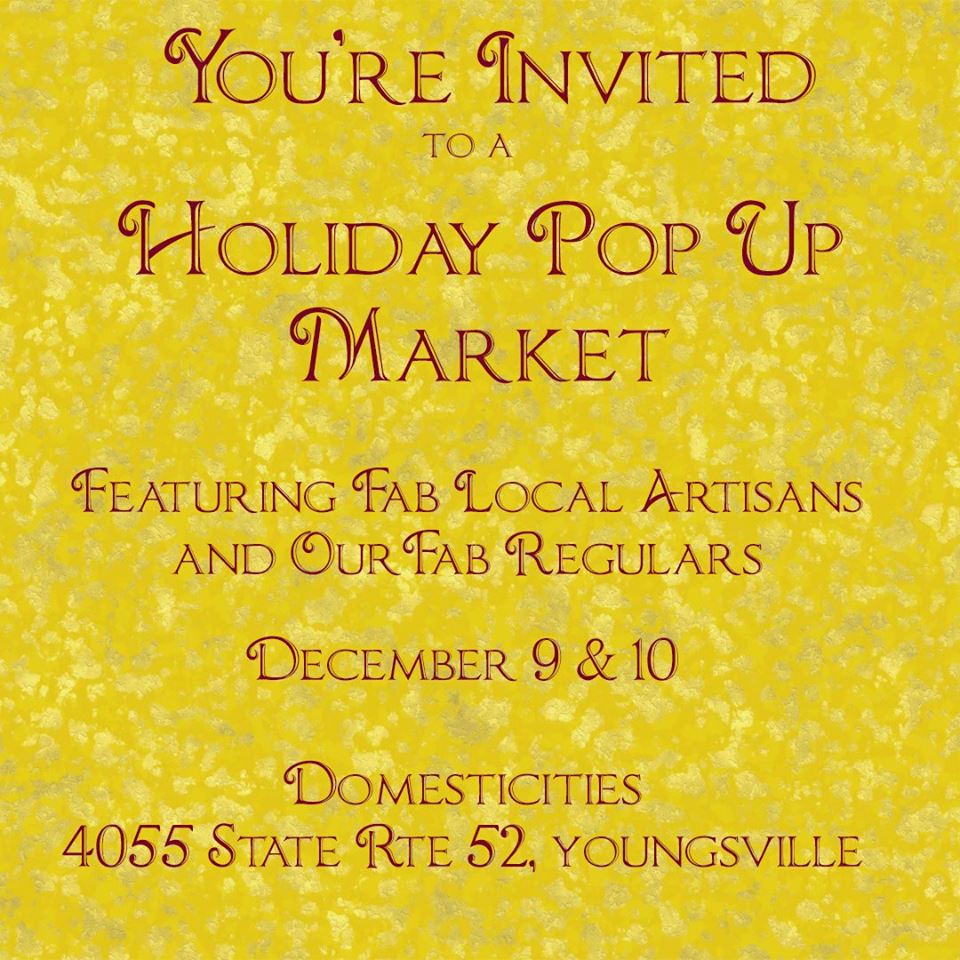 You're Invited
to a
Holiday Pop Up
Market
Featuring Fab Local Artisans
and Our Fab Regulars
December 9 & 10
Domesticities
4055 State Rte 52, youngsville